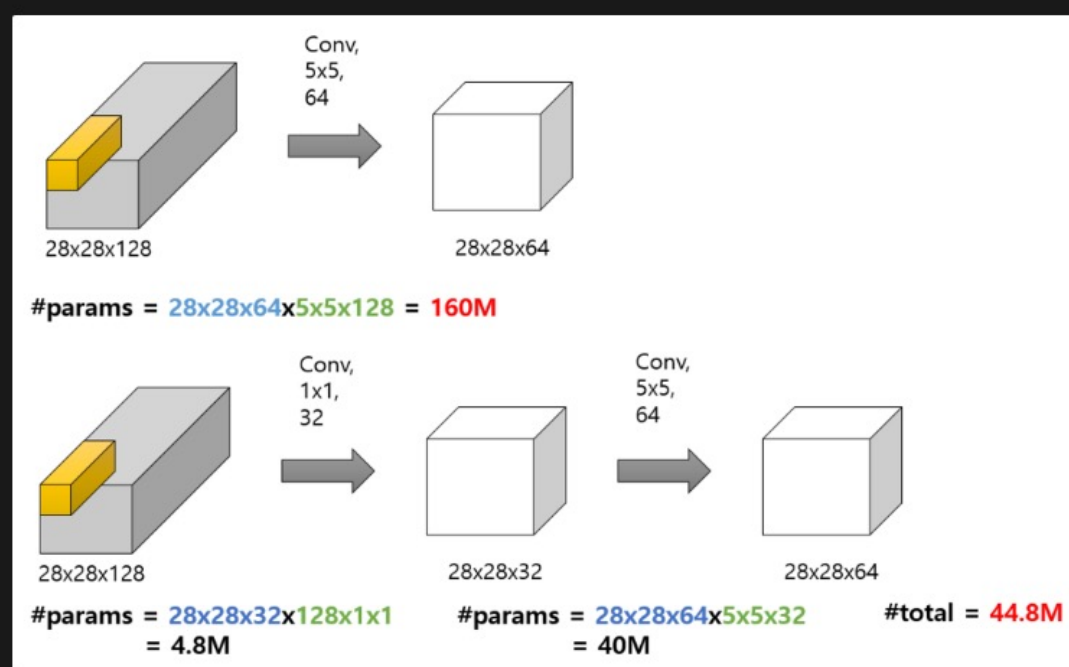 Conv,
5x5,
64
28x28x128
28x28x64
#params = 28x28x64x5x5x128 = 160M
Conv,
1x1,
32
Conv,
5x5,
64
28x28x128
28x28x32
28x28x64
#params = 28x28x32x128x1x1
= 4.8M
#params = 28x28x64x5x5x32
= 40M
#total = 44.8M